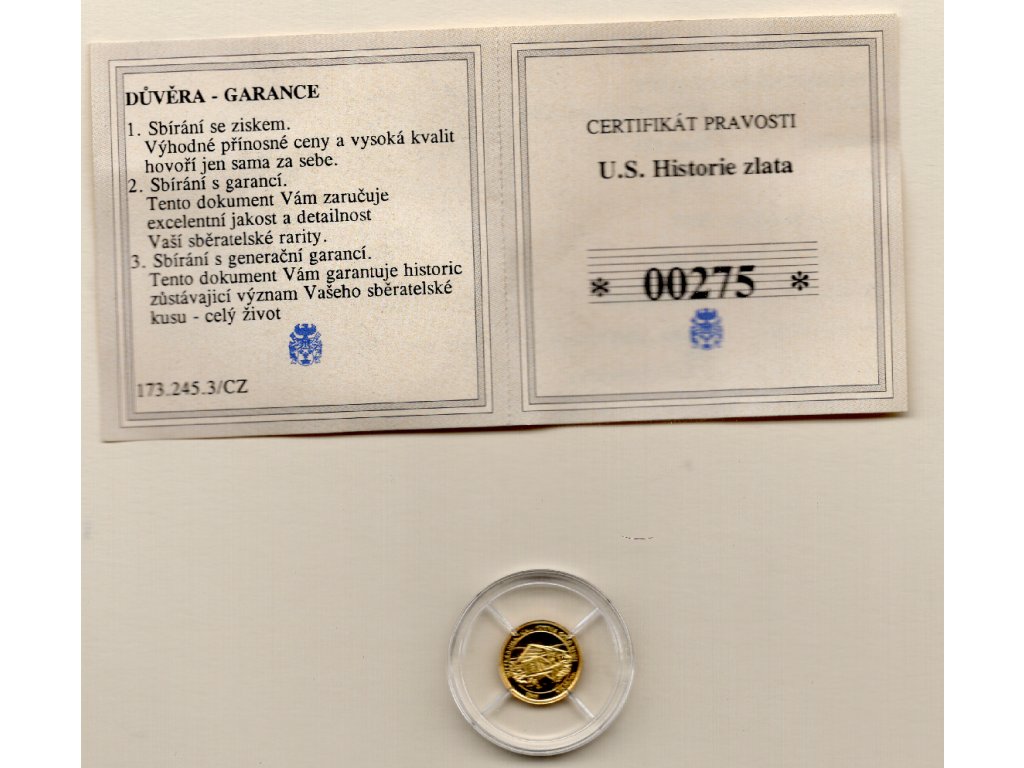 DŮVĚRA - GARANCE
1. Sbírání se ziskem.
Výhodné přínosné ceny a vysoká kvalit
hovoří jen sama za sebe.
2. Sbírání s garancí.
Tento dokument Vám zaručuje
excelentní jakost a detailnost
Vaší sběratelské rarity.
3. Sbírání s generační garancí.
Tento dokument Vám garantuje historic
zůstávající význam Vašeho sběratelské
kusu - celý život
173.245.3/CZ
CERTIFIKÁT PRAVOSTI
U.S. Historie zlata
* 00275 *